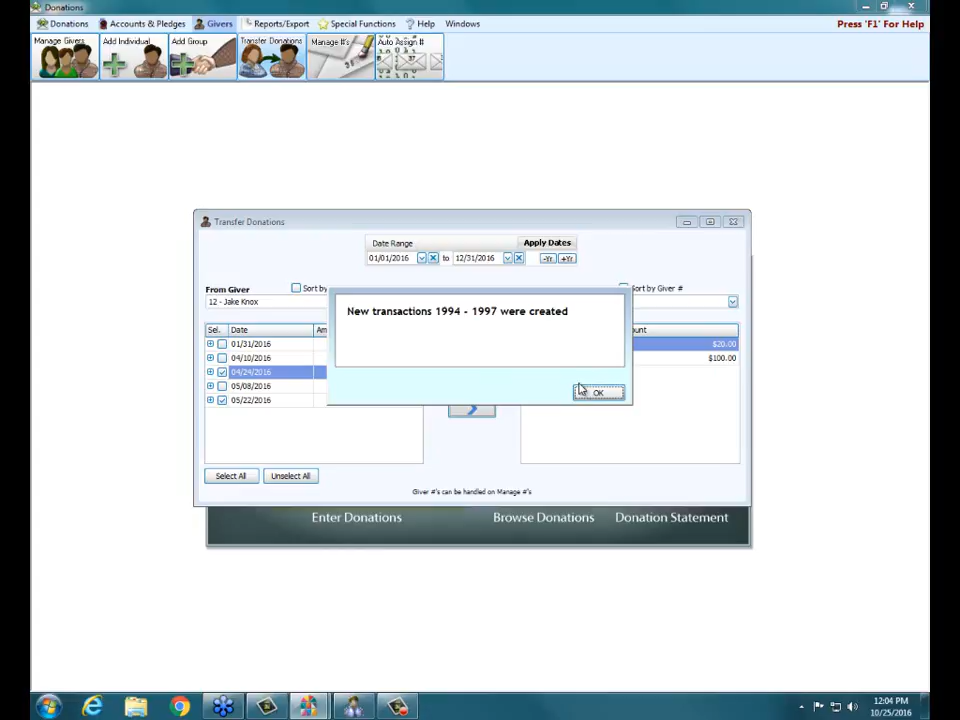 Donations
Donations Accounts & Pledges Givers Reports/Export Special Functions Help Windows Press 'F1' For Help
Manage Givers Add Individual Add Group Transfer Donations Manage #'s Auto Assign #
37
Transfer Donations
Date Range Apply Dates
01/01/2016 to 12/31/2016 -Yr +Yr
From Giver Sort by Sort by Giver #
12 - Jake Knox
New transactions 1994 - 1997 were created
OK
Sel. Date Am ount
01/31/2016 $20.00
04/10/2016 $100.00
04/24/2016
05/08/2016
05/22/2016
Select All Unselect All
Giver #'s can be handled on Manage #'s
Enter Donations Browse Donations Donation Statement
12:04 PM
10/25/2016